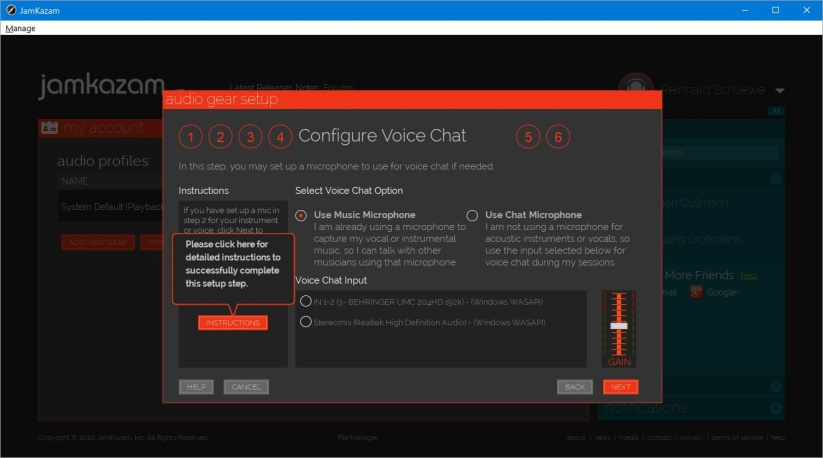 JamKazam
Manage
jamkazam
Latest Releases Notes Forums
Reinhard Schliewe
audio gear setup
my account
1 2 3 4 Configure Voice Chat 5 6
audio profiles:
In this step, you may set up a microphone to use for voice chat if needed.
NAME
Instructions
Select Voice Chat Option
System Default (Playback
If you have set up a mic in
step 2 for your instrument
or voice, click Next to
Use Music Microphone
I am already using a microphone to
capture my vocal or instrumental
music, so I can talk with other
musicians using that microphone
Use Chat Microphone
I am not using a microphone for
acoustic instruments or vocals, so
use the input selected below for
voice chat during my sessions
ADD NEW GEAR
Please click here for
detailed instructions to
successfully complete
this setup step.
Voice Chat Input
IN 1-2 (3- BEHRINGER UMC 204HD 192k) - (Windows WASAPI)
Stereomix (Realtek High Definition Audio) - (Windows WASAPI)
INSTRUCTIONS
GAIN
HELP
CANCEL
BACK
NEXT
en Cullmann
gang Grohmann
More Friends
mail
Google+
notifications
Copyright © 2020 JamKazam, Inc. All Rights Reserved
File Manager
about | news | media | contact | privacy | terms of service | help